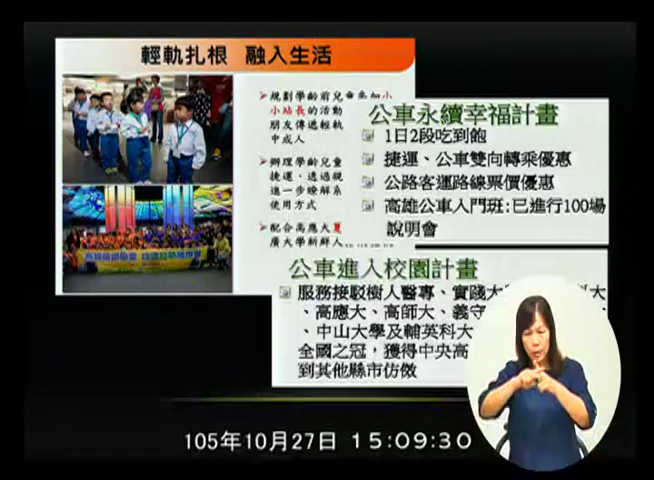 輕軌扎根 融入生活
規劃學齡前兒童參加小
小站長的活動
朋友傳遞輕軌
中成人
辦理學齡兒童
捷運,透過親
進一步瞭解系
使用方式
配合高應大夏
廣大學新鮮人
公車永續幸福計畫
1日2段吃到飽
捷運、公車雙向轉乘優惠
公路客運路線票價優惠
高雄公車入門班:已進行100場
說明會
公車進入校園計畫
服務接駁樹人醫專、實踐大
、高應大、高師大、義守
、中山大學及輔英科大
全國之冠,獲得中央高
到其他縣市仿傚
105年10月27日 15:09:30